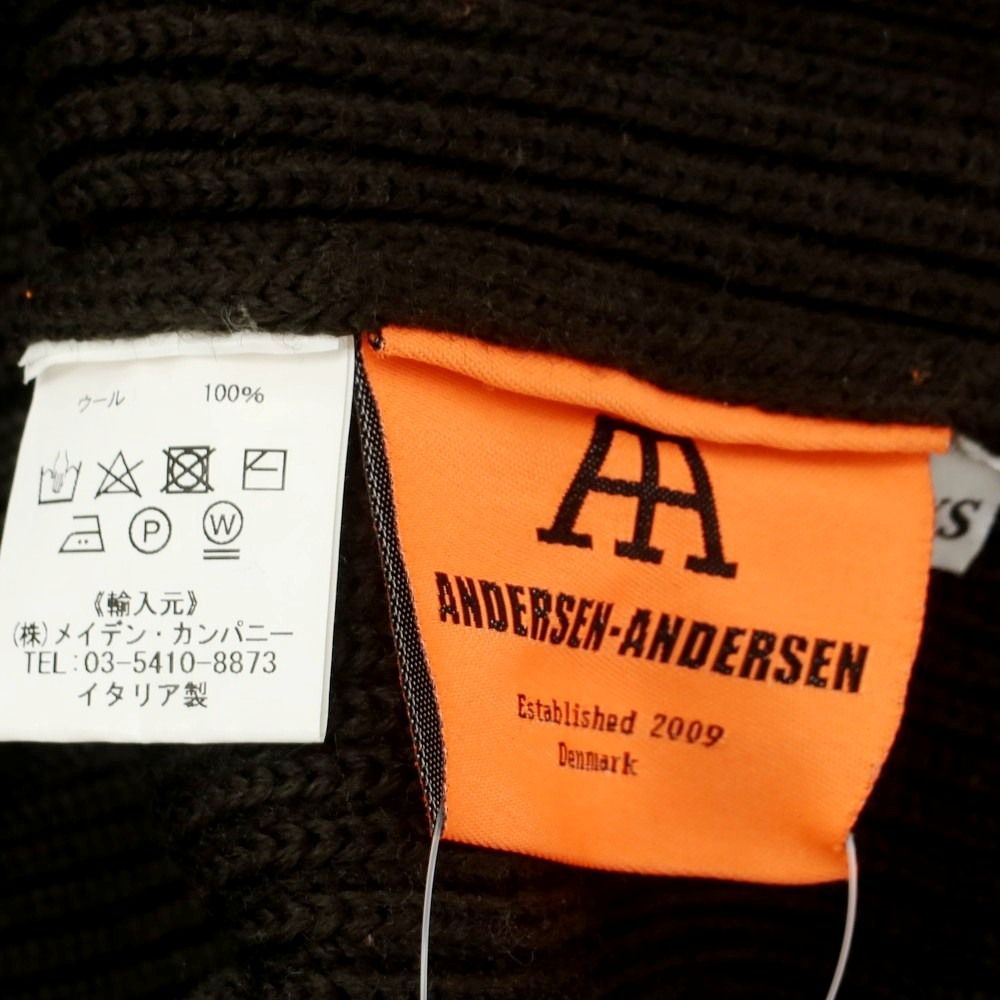 ウール 100%
P W
《輸入元》
(株)メイデン・カンパニー
TEL:03-5410-8873
イタリア製
AA
ANDERSEN-ANDERSEN
Established 2009
Denmark